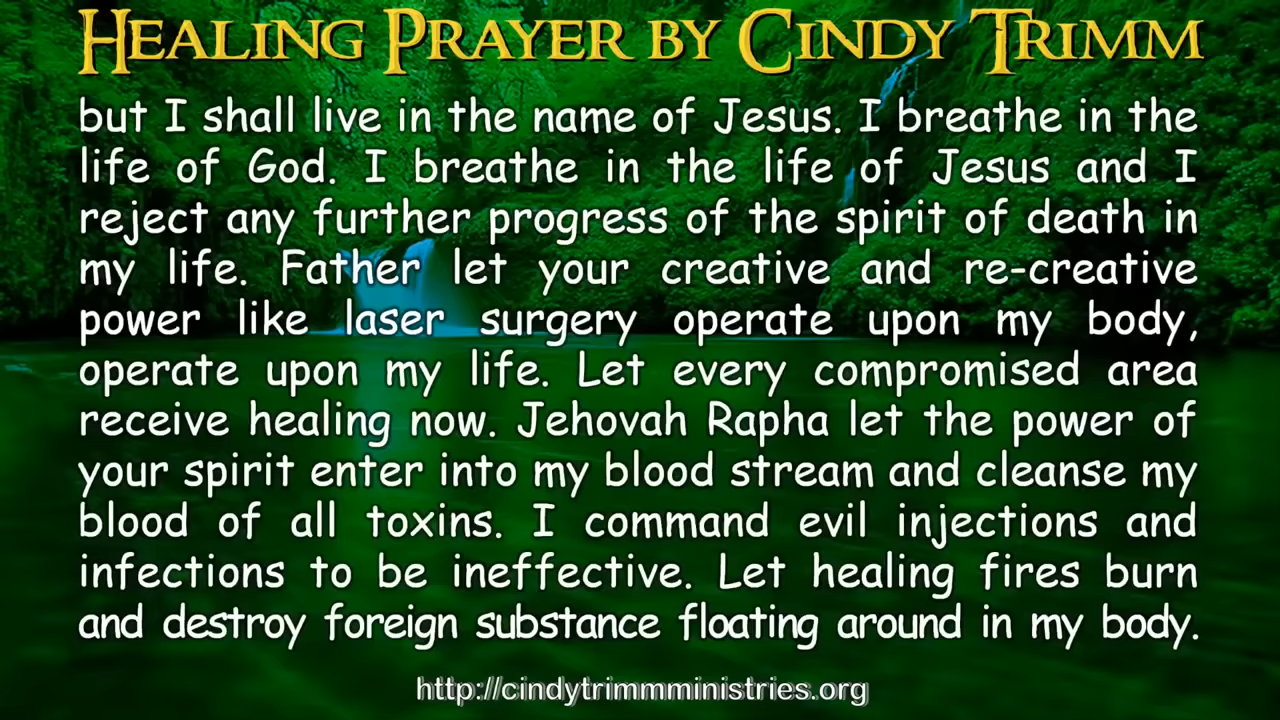 Healing Prayer by Cindy Trimm
but I shall live in the name of Jesus. I breathe in the
life of God. I breathe in the life of Jesus and I
reject any further progress of the spirit of death in
my life. Father let your creative and re-creative
power like laser surgery operate upon my body,
operate upon my life. Let every compromised area
receive healing now. Jehovah Rapha let the power of
your spirit enter into my blood stream and cleanse my
blood of all toxins. I command evil injections and
infections to be ineffective. Let healing fires burn
and destroy foreign substance floating around in my body.
http://cindytrimmministries.org